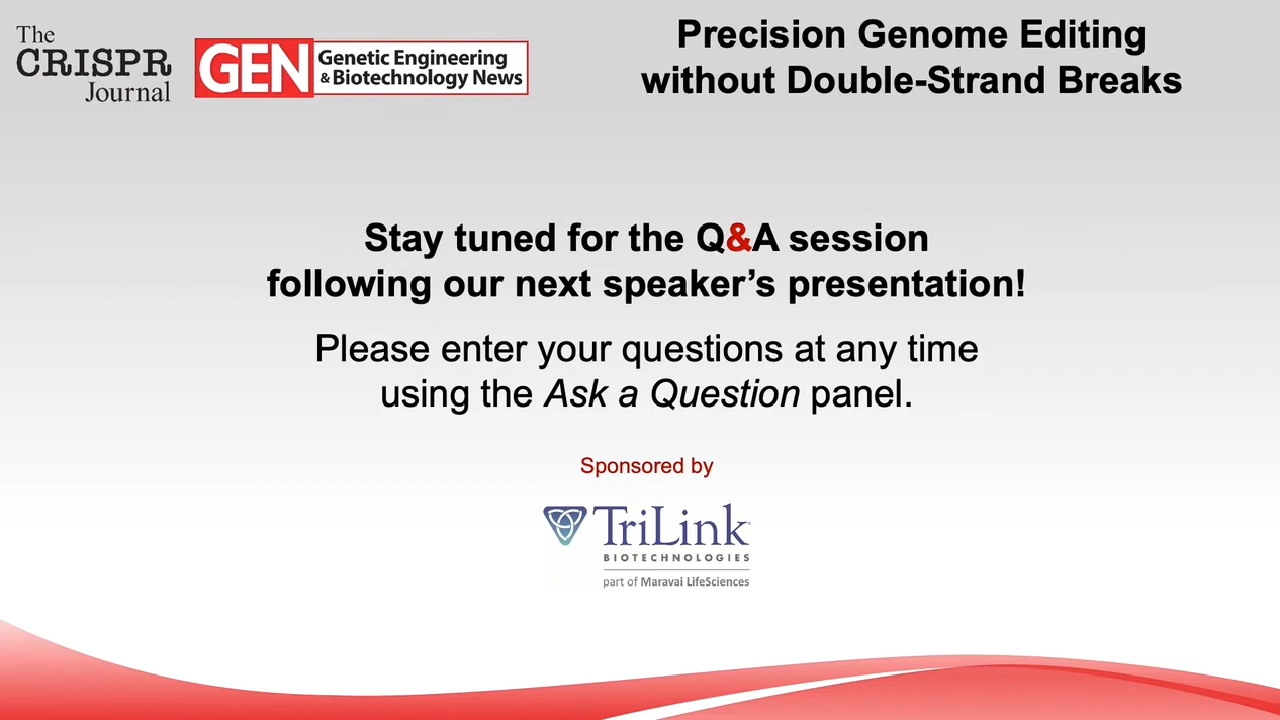 The
CRISPR
Journal
GEN Genetic Engineering
& Biotechnology News
Precision Genome Editing
without Double-Strand Breaks
Stay tuned for the Q&A session
following our next speaker’s presentation!
Please enter your questions at any time
using the Ask a Question panel.
Sponsored by
TriLink
BIOTECHNOLOGIES
part of Maravai LifeSciences